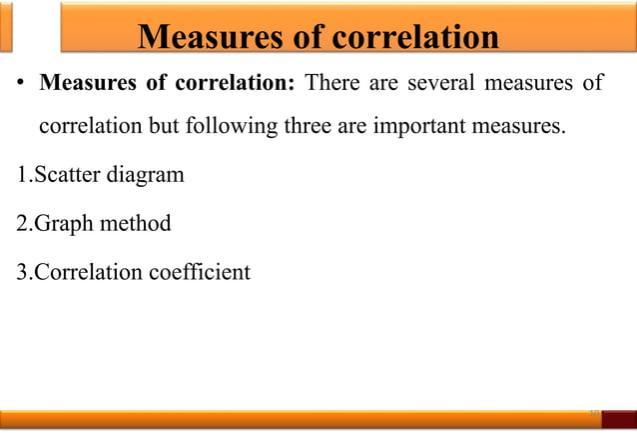 Measures of correlation
• Measures of correlation: There are several measures of
correlation but following three are important measures.
1.Scatter diagram
2.Graph method
3.Correlation coefficient